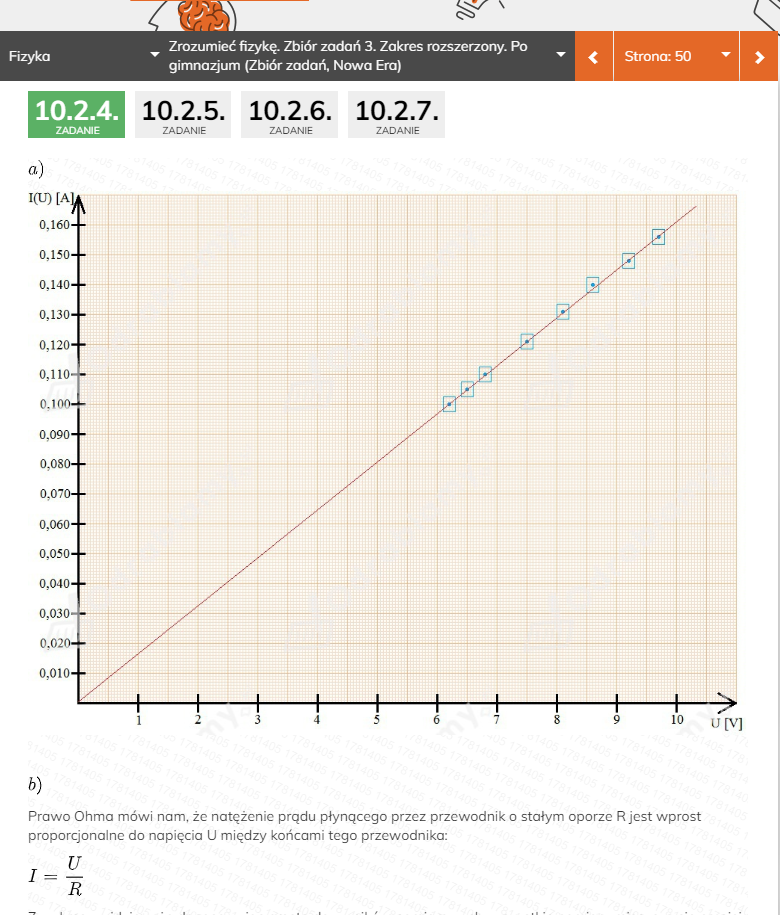 Fizyka
Zrozumieć fizykę. Zbiór zadań 3. Zakres rozszerzony. Po
gimnazjum (Zbiór zadań, Nowa Era)
Strona: 50
10.2.4.
ZADANIE
10.2.5.
ZADANIE
10.2.6.
ZADANIE
10.2.7.
ZADANIE
a)
I(U) [A]
0,160
0,150
0,140
0,130
0,120
0,110
0,100
0,090
0,080
0,070
0,060
0,050
0,040
0,030
0,020
0,010
1 2 3 4 5 6 7 8 9 10
U [V]
b)
Prawo Ohma mówi nam, że natężenie prądu płynącego przez przewodnik o stałym oporze R jest wprost
proporcjonalne do napięcia U między końcami tego przewodnika:
I = U/R